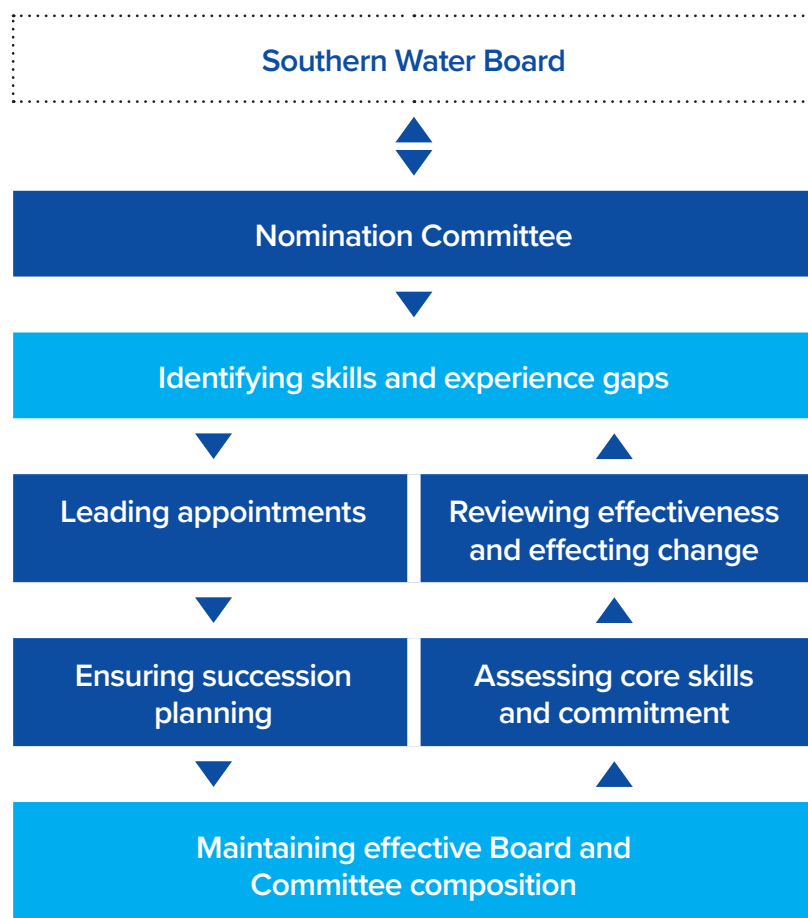 Southern Water Board
Nomination Committee
Identifying skills and experience gaps
Leading appointments
Reviewing effectiveness
and effecting change
Ensuring succession
planning
Assessing core skills
and commitment
Maintaining effective Board and
Committee composition